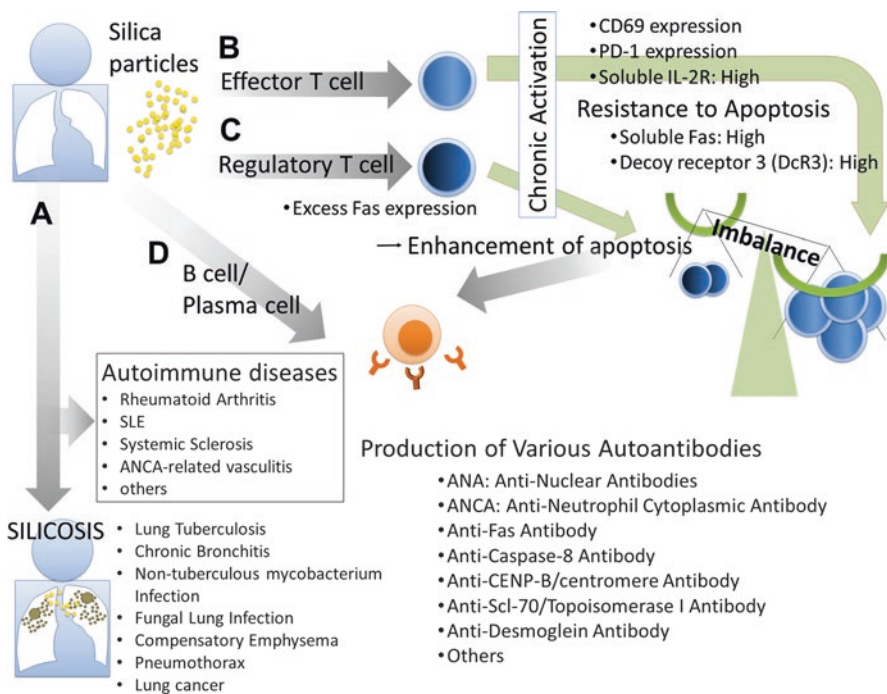 Silica
particles
B
Effector T cell
C
Regulatory T cell
•Excess Fas expression
→ Enhancement of apoptosis
Chronic Activation
•CD69 expression
•PD-1 expression
•Soluble IL-2R: High
Resistance to Apoptosis
•Soluble Fas: High
•Decoy receptor 3 (DcR3): High
Imbalance
A
D
B cell/
Plasma cell
Autoimmune diseases
• Rheumatoid Arthritis
• SLE
• Systemic Sclerosis
• ANCA-related vasculitis
• others
SILICOSIS
• Lung Tuberculosis
• Chronic Bronchitis
• Non-tuberculous mycobacterium
Infection
• Fungal Lung Infection
• Compensatory Emphysema
• Pneumothorax
• Lung cancer
Production of Various Autoantibodies
• ANA: Anti-Nuclear Antibodies
• ANCA: Anti-Neutrophil Cytoplasmic Antibody
• Anti-Fas Antibody
• Anti-Caspase-8 Antibody
• Anti-CENP-B/centromere Antibody
• Anti-Scl-70/Topoisomerase I Antibody
• Anti-Desmoglein Antibody
• Others